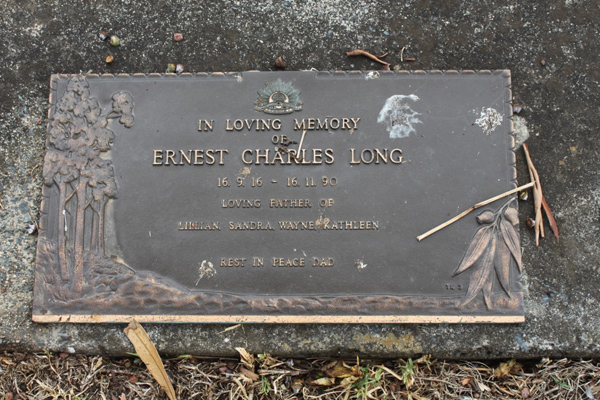 IN LOVING MEMORY
OF
ERNEST CHARLES LONG
16. 9. 16 - 16. 11. 90
LOVING FATHER OF
LILLIAN, SANDRA, WAYNE, KATHLEEN
REST IN PEACE DAD